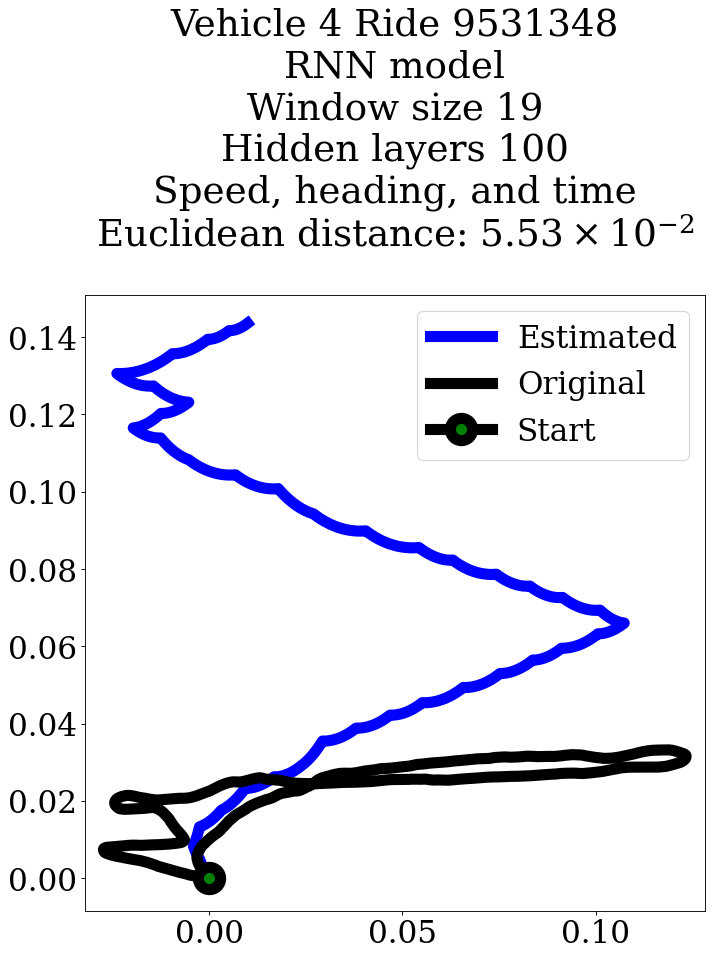 Vehicle 4 Ride 9531348
RNN model
Window size 19
Hidden layers 100
Speed, heading, and time
Euclidean distance: 5.53 × 10⁻²
Estimated
Original
Start
0.14
0.12
0.10
0.08
0.06
0.04
0.02
0.00
0.00 0.05 0.10